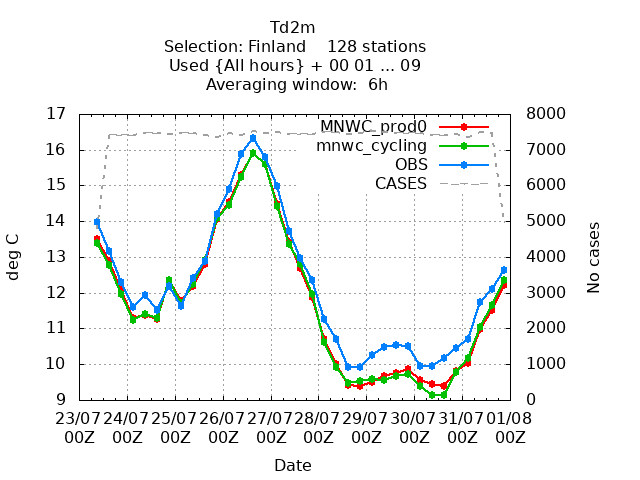 Td2m
Selection: Finland    128 stations
Used {All hours} + 00 01 ... 09
Averaging window:  6h
deg C
17
16
15
14
13
12
11
10
9
MNWC_prod0
mnwc_cycling
OBS
CASES
8000
7000
6000
5000
4000
3000
2000
1000
0
No cases
23/07 24/07 25/07 26/07 27/07 28/07 29/07 30/07 31/07 01/08
00Z 00Z 00Z 00Z 00Z 00Z 00Z 00Z 00Z 00Z
Date